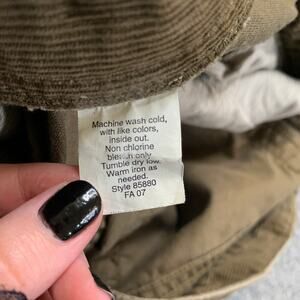 Machine wash cold,
with like colors,
inside out.
Non chlorine
bleach only
Tumble dry low.
Warm iron as
needed.
Style 85880
FA 07